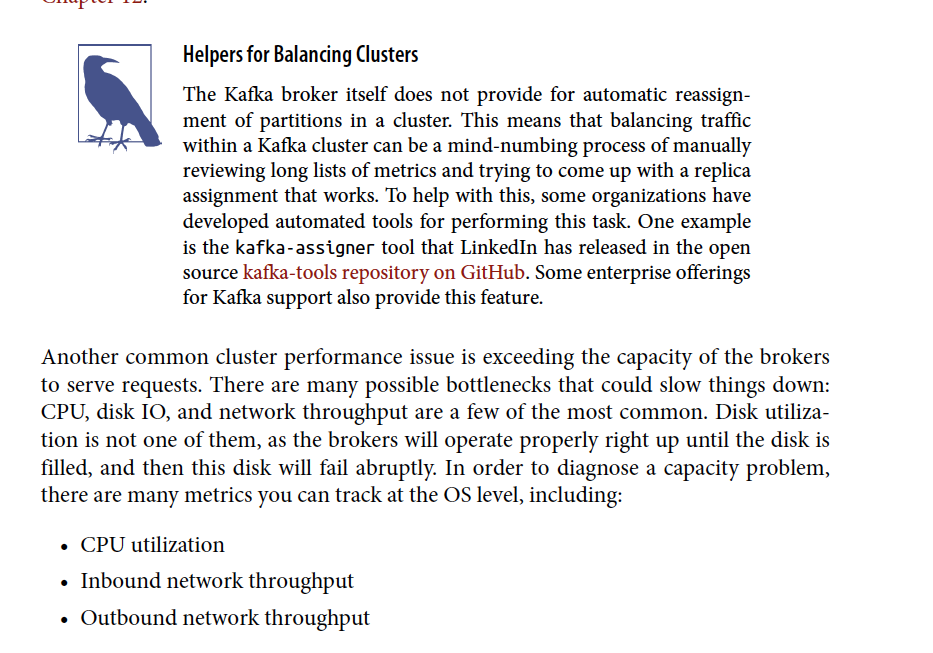 Chapter 12.
Helpers for Balancing Clusters
The Kafka broker itself does not provide for automatic reassign-
ment of partitions in a cluster. This means that balancing traffic
within a Kafka cluster can be a mind-numbing process of manually
reviewing long lists of metrics and trying to come up with a replica
assignment that works. To help with this, some organizations have
developed automated tools for performing this task. One example
is the kafka-assigner tool that LinkedIn has released in the open
source kafka-tools repository on GitHub. Some enterprise offerings
for Kafka support also provide this feature.
Another common cluster performance issue is exceeding the capacity of the brokers
to serve requests. There are many possible bottlenecks that could slow things down:
CPU, disk IO, and network throughput are a few of the most common. Disk utiliza-
tion is not one of them, as the brokers will operate properly right up until the disk is
filled, and then this disk will fail abruptly. In order to diagnose a capacity problem,
there are many metrics you can track at the OS level, including:
• CPU utilization
• Inbound network throughput
• Outbound network throughput